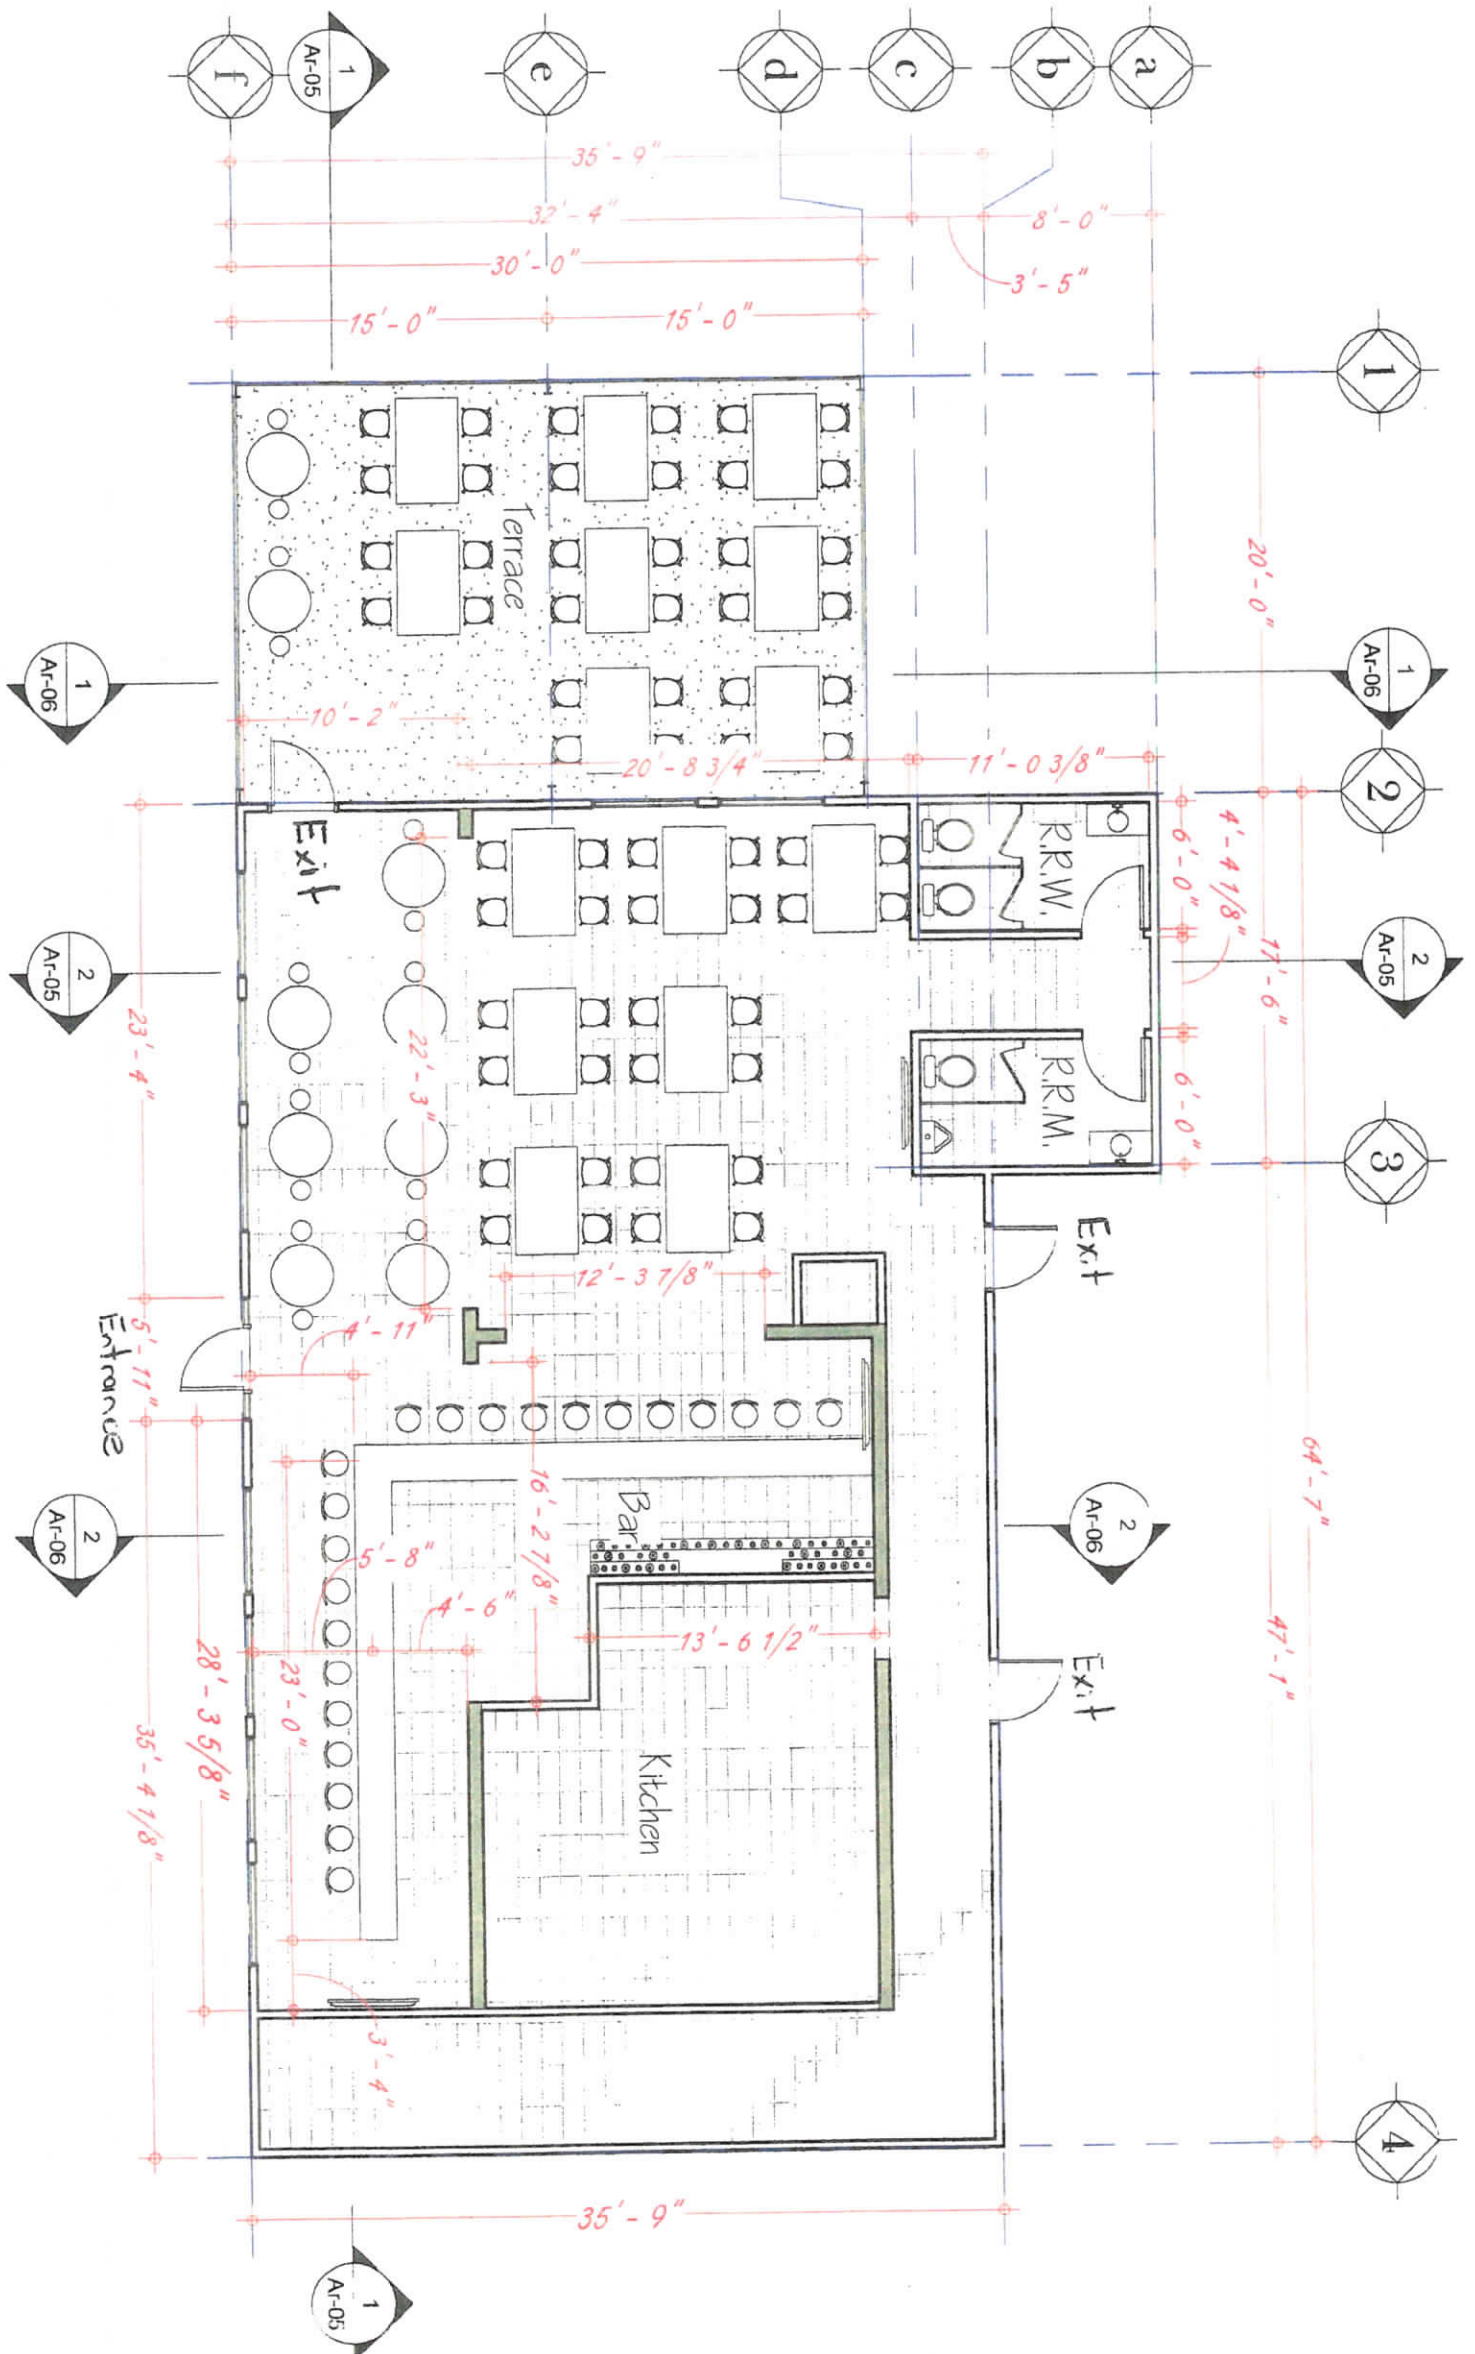 f
1
Ar-05
e
d
c
b
a
35'-9"
32'-4"
8'-0"
30'-0"
3'-5"
15'-0"
15'-0"
1
20'-0"
Terrace
1
Ar-06
1
Ar-06
10'-2"
20'-8 3/4"
11'-0 3/8"
2
Exit
R.R.W.
6'-0"
4'-4 1/8"
17'-6"
2
Ar-05
2
Ar-05
23'-4"
22'-3"
R.R.M.
6'-0"
3
Exit
12'-3 7/8"
5'-11"
Entrance
4'-11"
64'-7"
16'-2 7/8"
Bar
2
Ar-06
2
Ar-06
5'-8"
4'-6"
13'-6 1/2"
Exit
47'-1"
23'-0"
28'-3 5/8"
35'-4 1/8"
Kitchen
3'-4"
4
35'-9"
1
Ar-05